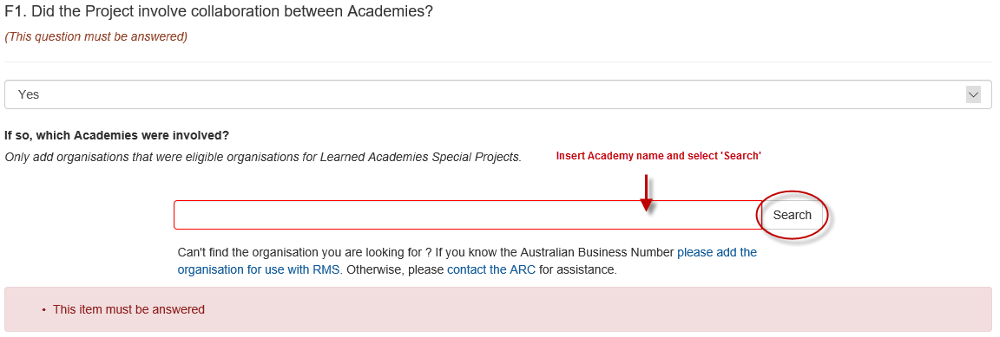 F1. Did the Project involve collaboration between Academies?
(This question must be answered)
Yes
If so, which Academies were involved?
Only add organisations that were eligible organisations for Learned Academies Special Projects.
Insert Academy name and select 'Search'
Search
Can't find the organisation you are looking for ? If you know the Australian Business Number please add the
organisation for use with RMS. Otherwise, please contact the ARC for assistance.
• This item must be answered